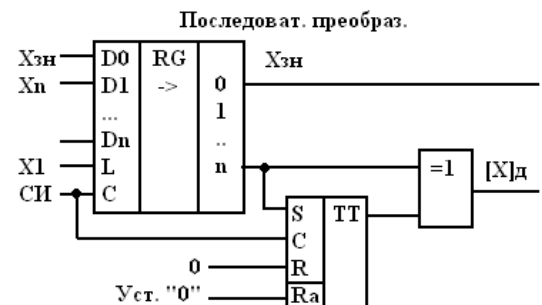 Последоват. преобраз.
Xзн D0 RG Xзн
Xn D1 -> 0
... 1
Dn ..
X1 L n =1 [X]д
СИ C
S TT
C
0 R
Уст. "0" Ra